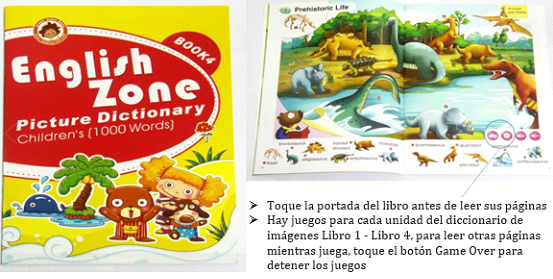 BOOK4
English
Zone
Picture Dictionary
Children's (1000 Words)
Prehistoric Life
➢ Toque la portada del libro antes de leer sus páginas
➢ Hay juegos para cada unidad del diccionario de
imágenes Libro 1 - Libro 4, para leer otras páginas
mientras juega, toque el botón Game Over para
detener los juegos